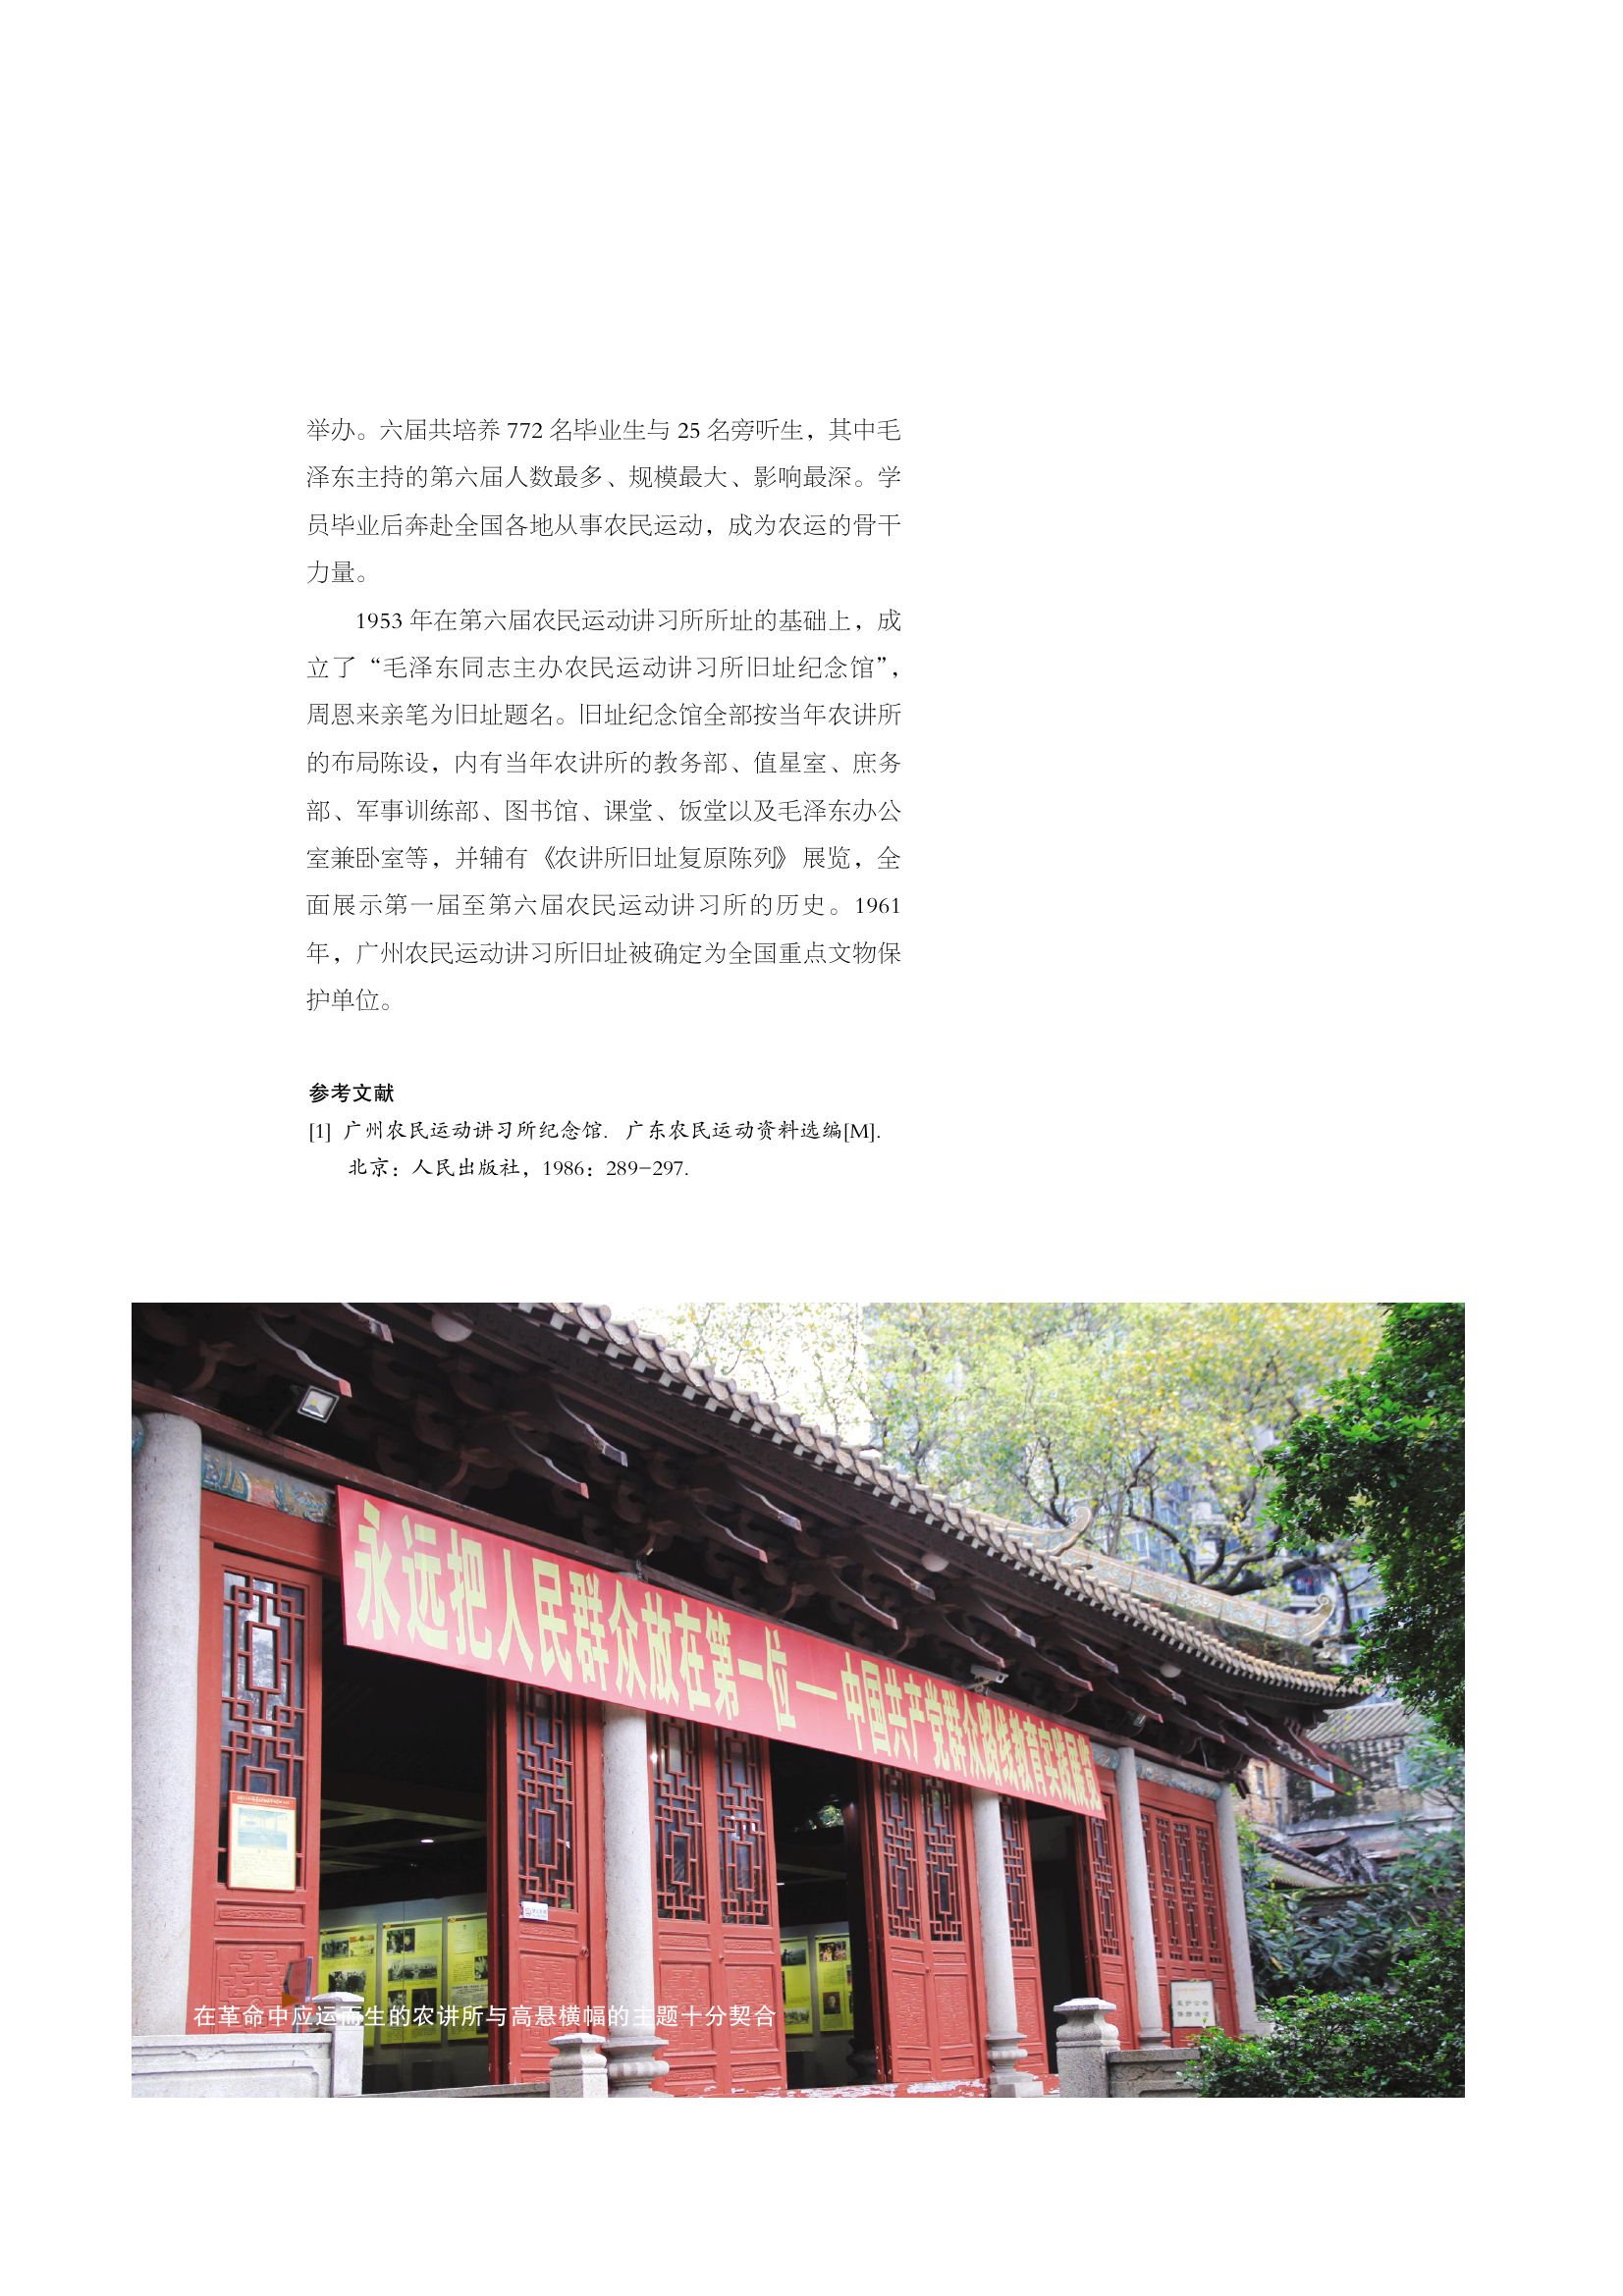 举办。六届共培养 772 名毕业生与 25 名旁听生，其中毛
泽东主持的第六届人数最多、规模最大、影响最深。学
员毕业后奔赴全国各地从事农民运动，成为农运的骨干
力量。
1953 年在第六届农民运动讲习所所址的基础上，成
立了“毛泽东同志主办农民运动讲习所旧址纪念馆”，
周恩来亲笔为旧址题名。旧址纪念馆全部按当年农讲所
的布局陈设，内有当年农讲所的教务部、值星室、庶务
部、军事训练部、图书馆、课堂、饭堂以及毛泽东办公
室兼卧室等，并辅有《农讲所旧址复原陈列》展览，全
面展示第一届至第六届农民运动讲习所的历史。1961
年，广州农民运动讲习所旧址被确定为全国重点文物保
护单位。
参考文献
[1] 广州农民运动讲习所纪念馆. 广东农民运动资料选编[M].
北京：人民出版社，1986：289-297.
永远把人民群众放在第一位——中国共产党群众路线教育实践展览
在革命中应运而生的农讲所与高悬横幅的主题十分契合